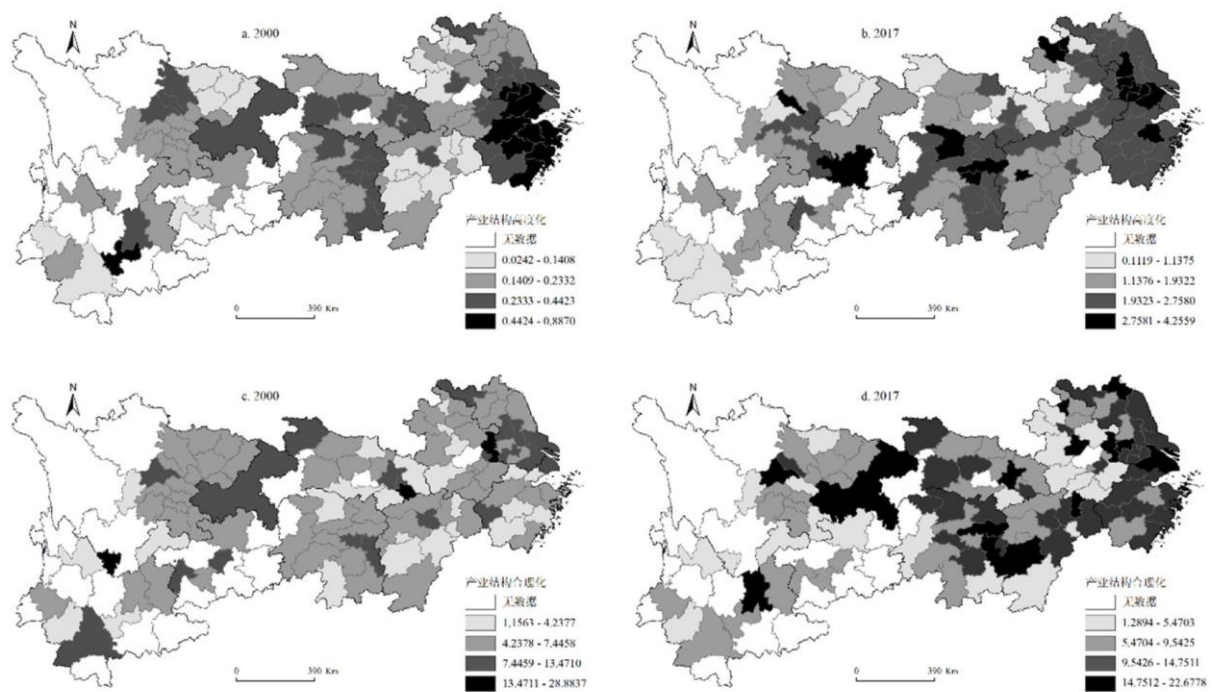 N
a. 2000
产业结构高度化
无数据
0.0242 - 0.1408
0.1409 - 0.2332
0.2333 - 0.4423
0.4424 - 0.8870
0 390 Km
N
b. 2017
产业结构高度化
无数据
0.1119 - 1.1375
1.1376 - 1.9322
1.9323 - 2.7580
2.7581 - 4.2559
0 390 Km
N
c. 2000
产业结构合理化
无数据
1.1563 - 4.2377
4.2378 - 7.4458
7.4459 - 13.4710
13.4711 - 28.8837
0 390 Km
N
d. 2017
产业结构合理化
无数据
1.2894 - 5.4703
5.4704 - 9.5425
9.5426 - 14.7511
14.7512 - 22.6778
0 390 Km